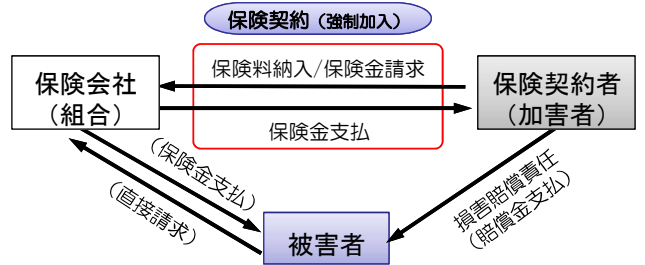 保険契約（強制加入）
保険料納入/保険金請求
保険会社
（組合）
保険契約者
（加害者）
保険金支払
（保険金支払）
（直接請求）
損害賠償責任
（賠償金支払）
被害者